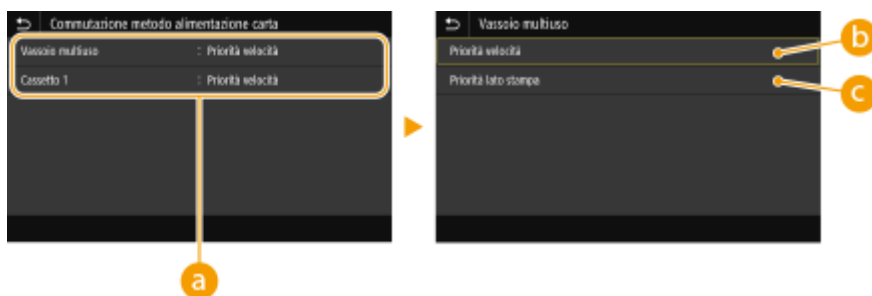 Commutazione metodo alimentazione carta
Vassoio multiuso : Priorità velocità
Cassetto 1 : Priorità velocità
a
Vassoio multiuso
Priorità velocità
Priorità lato stampa
b
c